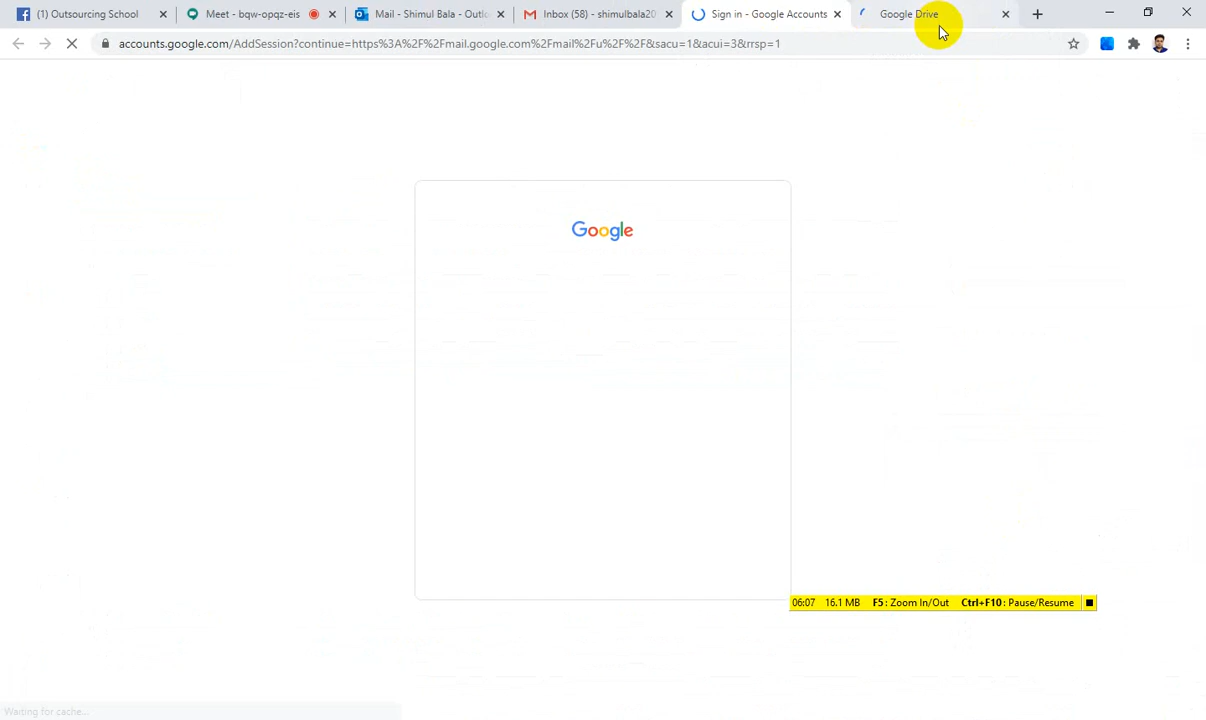 (1) Outsourcing School
Meet - bqw-opqz-eis
Mail - Shimul Bala - Outlo
Inbox (58) - shimulbala20
Sign in - Google Accounts
Google Drive
accounts.google.com/AddSession?continue=https%3A%2F%2Fmail.google.com%2Fmail%2Fu%2F%2F&sacu=1&acui=3&rrsp=1
Google
06:07 16.1 MB F5: Zoom In/Out Ctrl+F10: Pause/Resume
Waiting for cache...